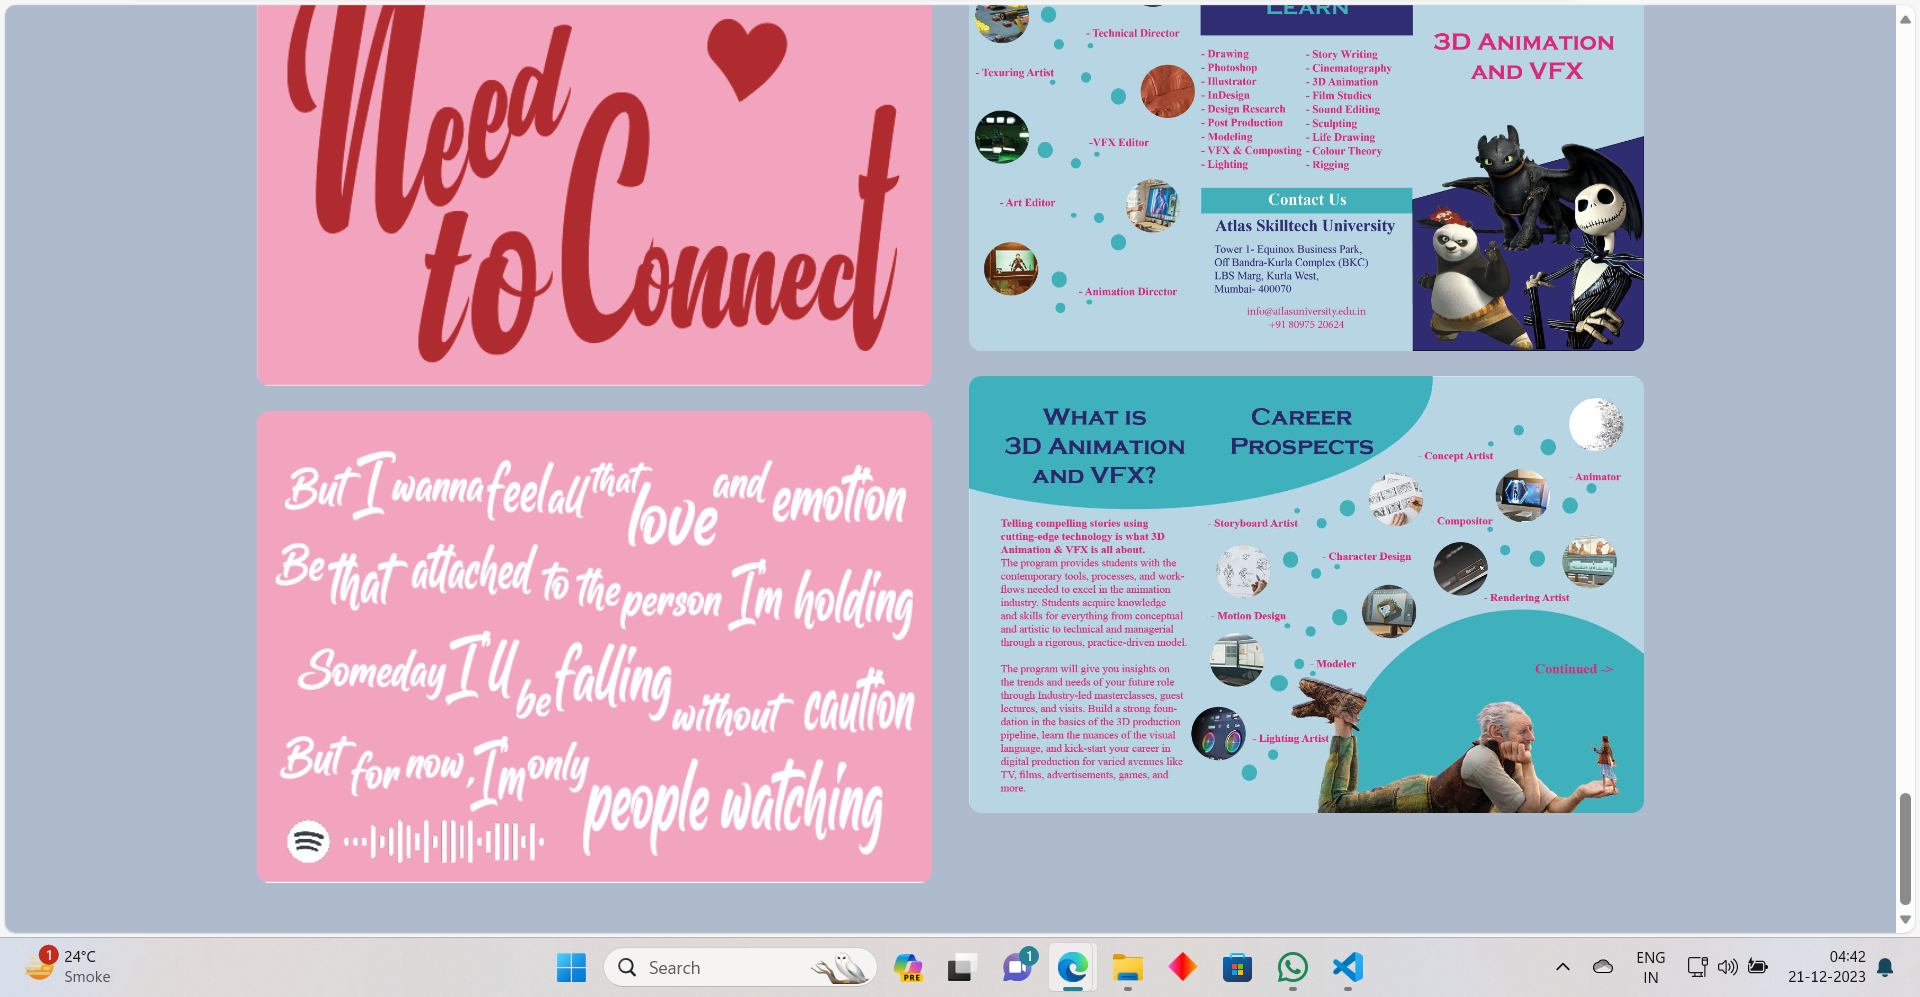 Need
to Connect
But I wanna feel all that love and emotion
Be that attached to the person I'm holding
Someday I'll be falling without caution
But for now, I'm only people watching
LEARN
- Technical Director
- Texuring Artist
-VFX Editor
- Art Editor
- Animation Director
- Drawing
- Photoshop
- Illustrator
- InDesign
- Design Research
- Post Production
- Modeling
- VFX & Composting
- Lighting
- Story Writing
- Cinematography
- 3D Animation
- Film Studies
- Sound Editing
- Sculpting
- Life Drawing
- Colour Theory
- Rigging
Contact Us
Atlas Skilltech University
Tower 1- Equinox Business Park,
Off Bandra-Kurla Complex (BKC)
LBS Marg, Kurla West,
Mumbai- 400070
info@atlasuniversity.edu.in
+91 80975 20624
3D ANIMATION
AND VFX
WHAT IS
3D ANIMATION
AND VFX?
Telling compelling stories using
cutting-edge technology is what 3D
Animation & VFX is all about.
The program provides students with the
contemporary tools, processes, and work-
flows needed to excel in the animation
industry. Students acquire knowledge
and skills for everything from conceptual
and artistic to technical and managerial
through a rigorous, practice-driven model.
The program will give you insights on
the trends and needs of your future role
through Industry-led masterclasses, guest
lectures, and visits. Build a strong foun-
dation in the basics of the 3D production
pipeline, learn the nuances of the visual
language, and kick-start your career in
digital production for varied avenues like
TV, films, advertisements, games, and
more.
CAREER
PROSPECTS
- Concept Artist
- Animator
- Storyboard Artist
- Compositor
- Character Design
- Rendering Artist
- Motion Design
- Modeler
- Lighting Artist
Continued ->
1
24°C
Smoke
Search
PRE
1
ENG
IN
04:42
21-12-2023